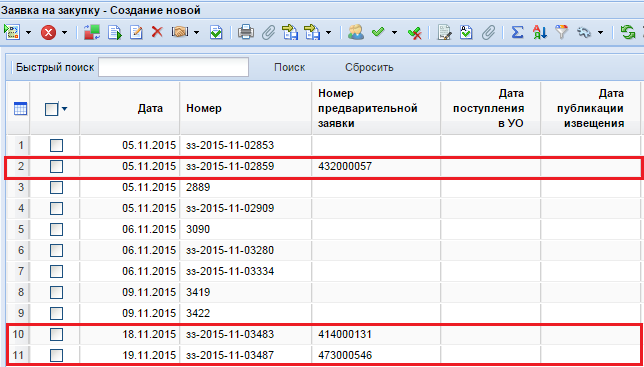 Заявка на закупку - Создание новой
Быстрый поиск Поиск Сбросить
Дата Номер Номер предварительной заявки Дата поступления в УО Дата публикации извещения
1 05.11.2015 зз-2015-11-02853
2 05.11.2015 зз-2015-11-02859 432000057
3 05.11.2015 2889
4 05.11.2015 зз-2015-11-02909
5 06.11.2015 3090
6 06.11.2015 зз-2015-11-03280
7 06.11.2015 зз-2015-11-03334
8 09.11.2015 3419
9 09.11.2015 3422
10 18.11.2015 зз-2015-11-03483 414000131
11 19.11.2015 зз-2015-11-03487 473000546